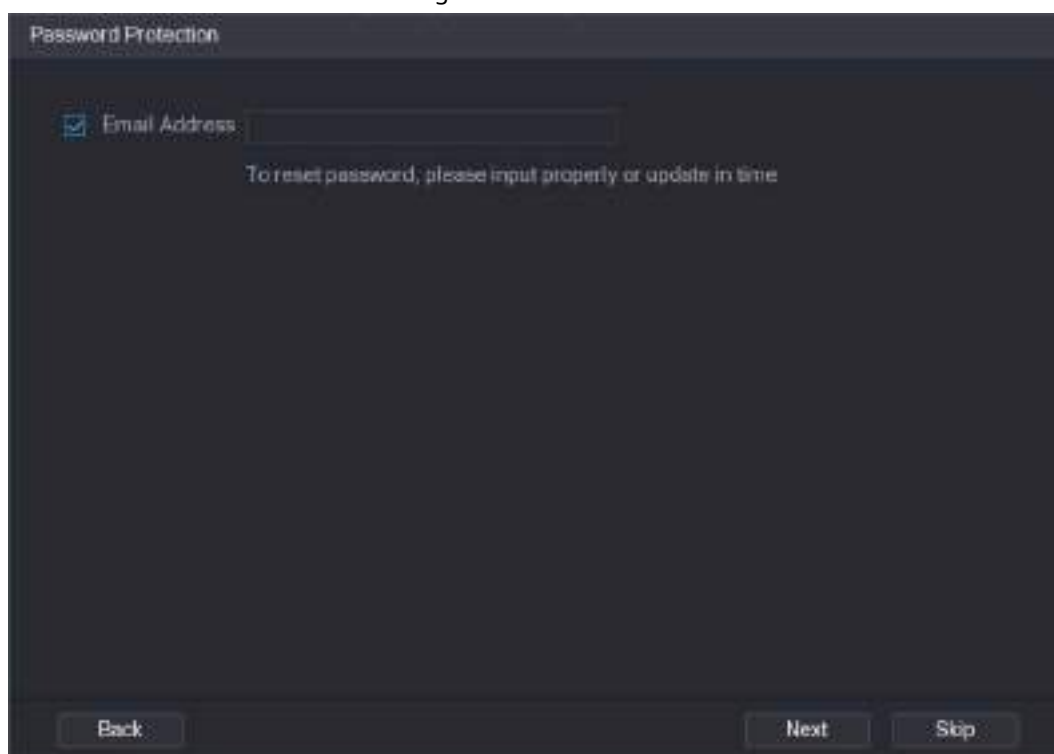 Password Protection
Email Address
To reset password, please input properly or update in time
Back Next Skip